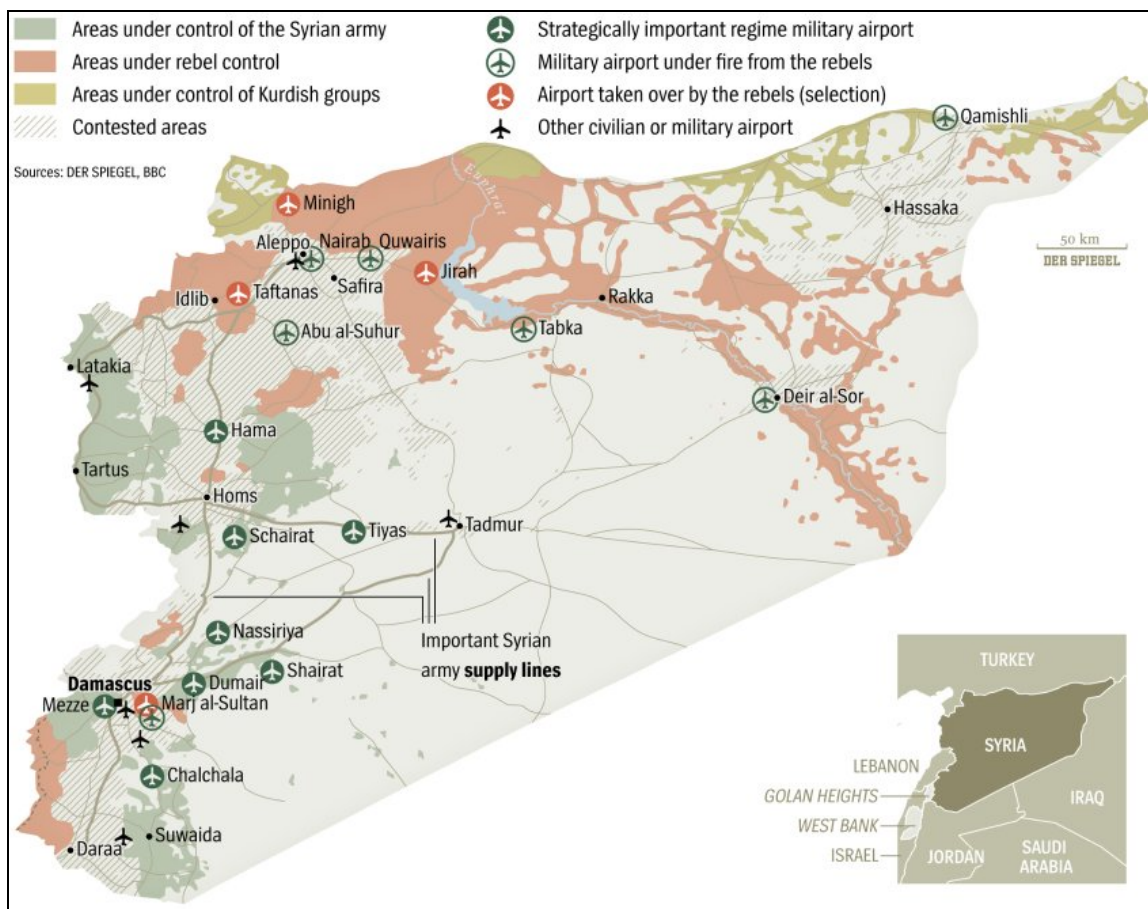 Areas under control of the Syrian army
Areas under rebel control
Areas under control of Kurdish groups
Contested areas
Sources: DER SPIEGEL, BBC
Strategically important regime military airport
Military airport under fire from the rebels
Airport taken over by the rebels (selection)
Other civilian or military airport
Qamishli
Euphrat
Minigh
Hassaka
Aleppo
Nairab
Quwairis
50 km
DER SPIEGEL
Jirah
Safira
Taftanas
Idlib
Rakka
Abu al-Suhur
Tabka
Latakia
Deir al-Sor
Hama
Tartus
Homs
Schairat
Tiyas
Tadmur
Nassiriya
Important Syrian
army supply lines
Shairat
Damascus
Dumair
Mezze
Marj al-Sultan
Chalchala
Suwaida
Daraa
TURKEY
SYRIA
LEBANON
GOLAN HEIGHTS
IRAQ
WEST BANK
ISRAEL
JORDAN
SAUDI
ARABIA